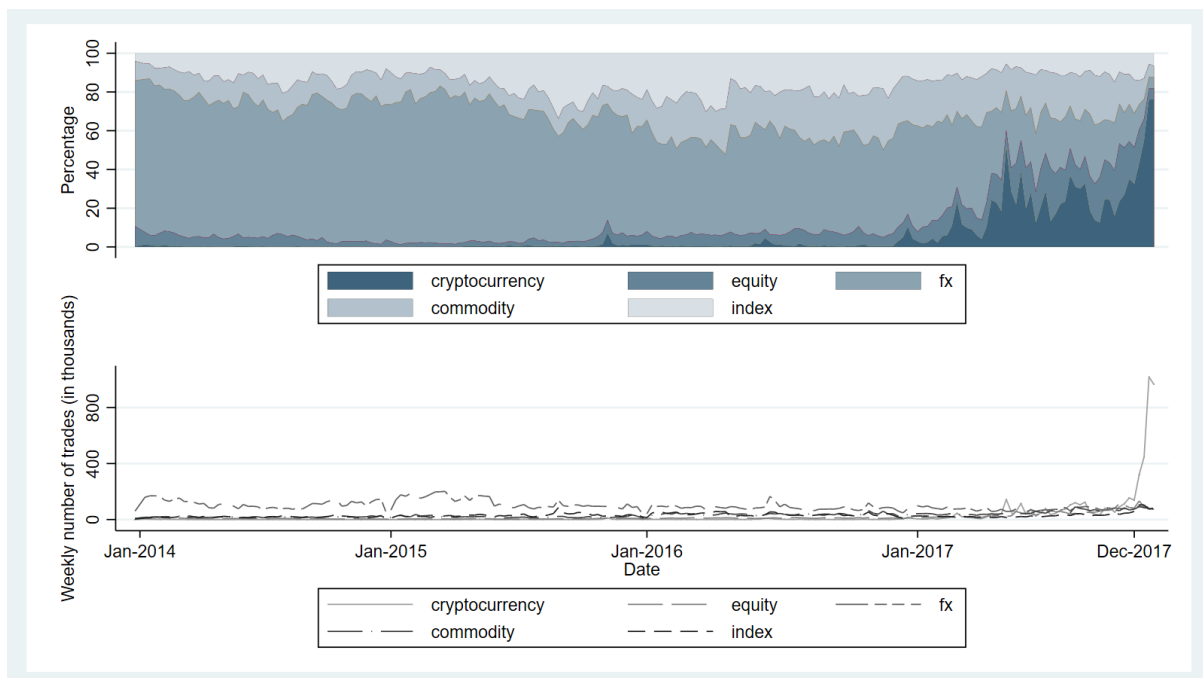 Percentage
100
80
60
40
20
0
cryptocurrency equity fx
commodity index
Weekly number of trades (in thousands)
800
400
0
Jan-2014 Jan-2015 Jan-2016 Jan-2017 Dec-2017
Date
cryptocurrency equity fx
commodity index